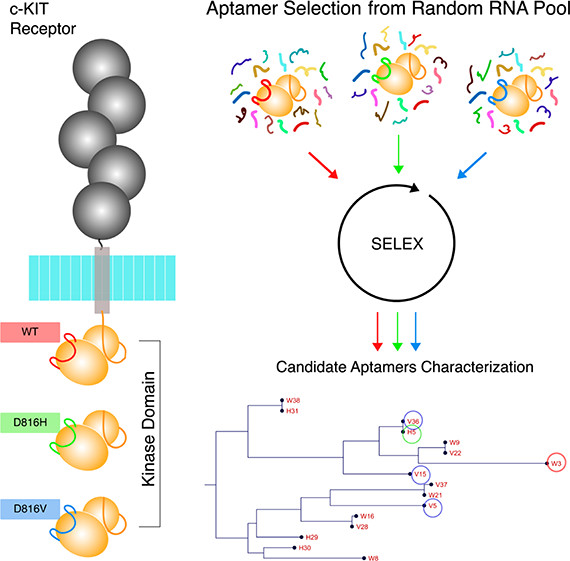 c-KIT
Receptor
Aptamer Selection from Random RNA Pool
SELEX
WT
D816H
D816V
Kinase Domain
Candidate Aptamers Characterization
W38
H31
V36
H5
W9
V22
W3
V15
V37
W21
V5
W16
V28
H29
H30
W8